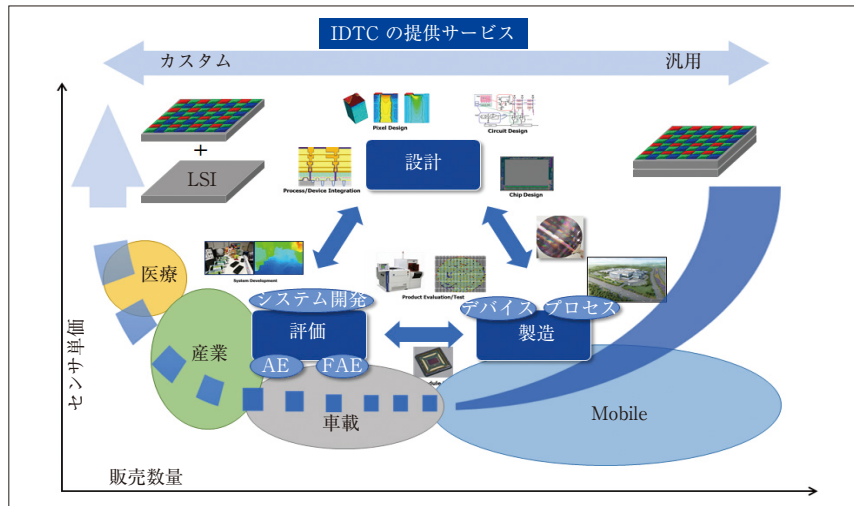 IDTC の提供サービス
カスタム
汎用
Pixel Design
Circuit Design
+
LSI
設計
Process/Device Integration
Chip Design
医療
System Development
Product Evaluation/Test
システム開発
デバイス
プロセス
評価
製造
産業
AE
FAE
車載
Mobile
センサ単価
販売数量